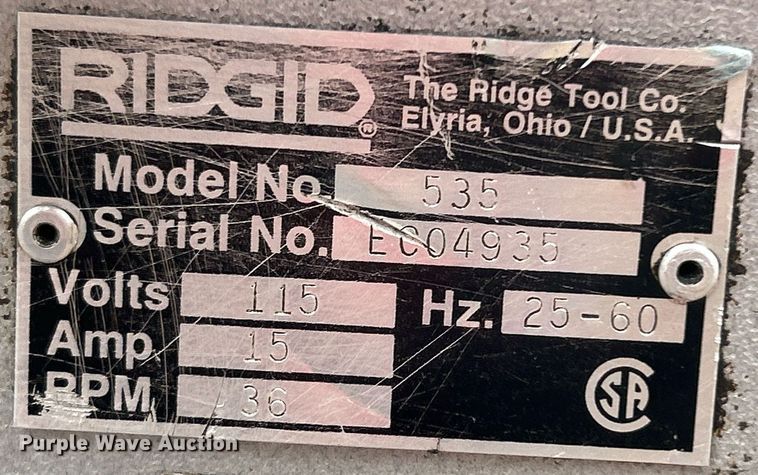 RIDGID®
The Ridge Tool Co.
Elyria, Ohio / U.S.A.
Model No. 535
Serial No. EC04935
Volts 115 Hz. 25-60
Amp. 15
RPM 36
CSA
Purple Wave Auction